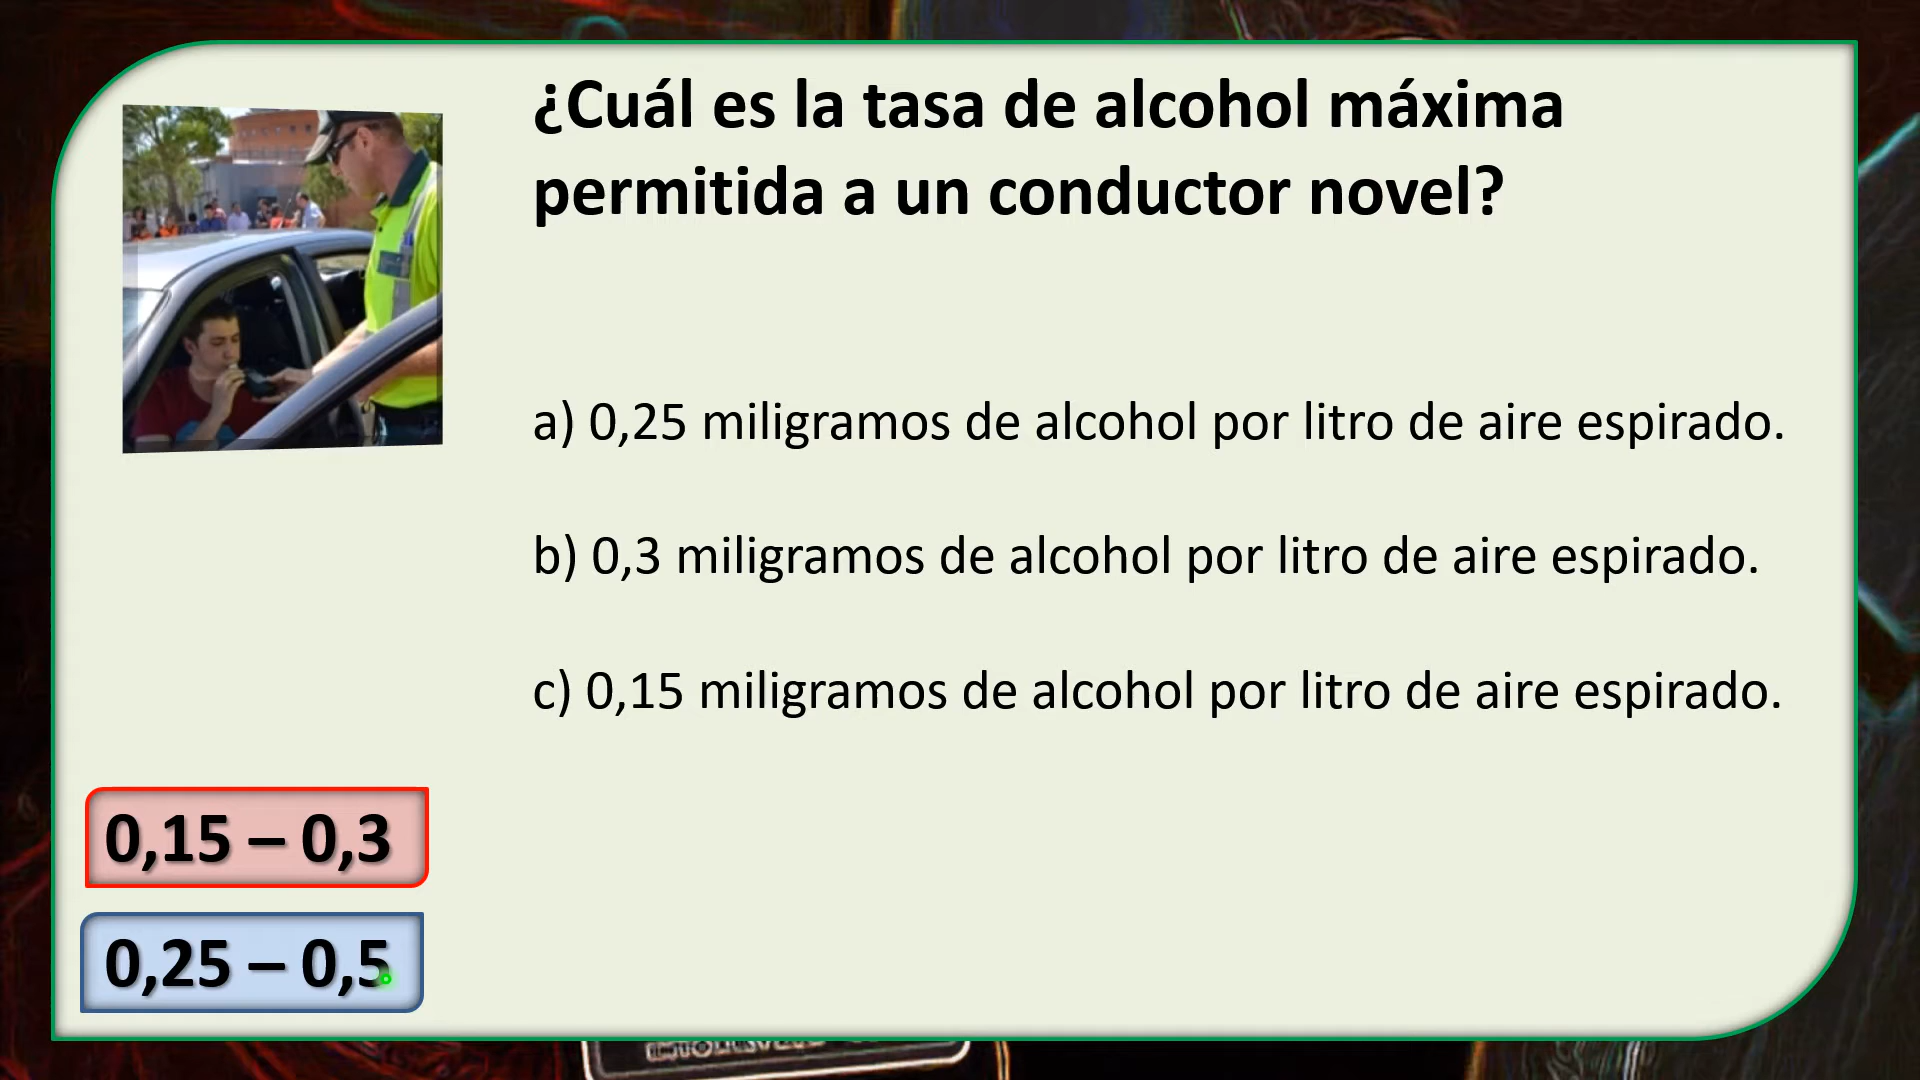 ¿Cuál es la tasa de alcohol máxima
permitida a un conductor novel?
a) 0,25 miligramos de alcohol por litro de aire espirado.
b) 0,3 miligramos de alcohol por litro de aire espirado.
c) 0,15 miligramos de alcohol por litro de aire espirado.
0,15 – 0,3
0,25 – 0,5